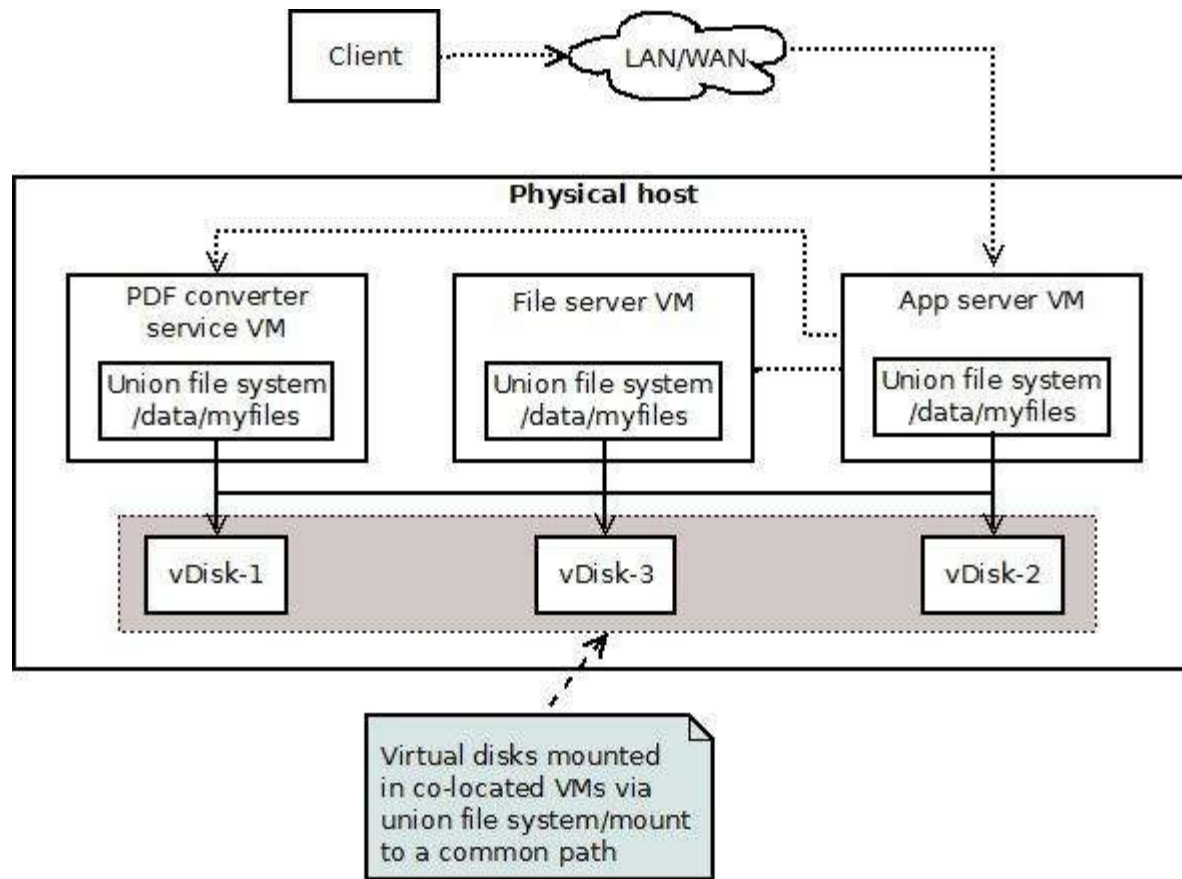 Client
LAN/WAN
Physical host
PDF converter
service VM
Union file system
/data/myfiles
File server VM
Union file system
/data/myfiles
App server VM
Union file system
/data/myfiles
vDisk-1
vDisk-3
vDisk-2
Virtual disks mounted
in co-located VMs via
union file system/mount
to a common path